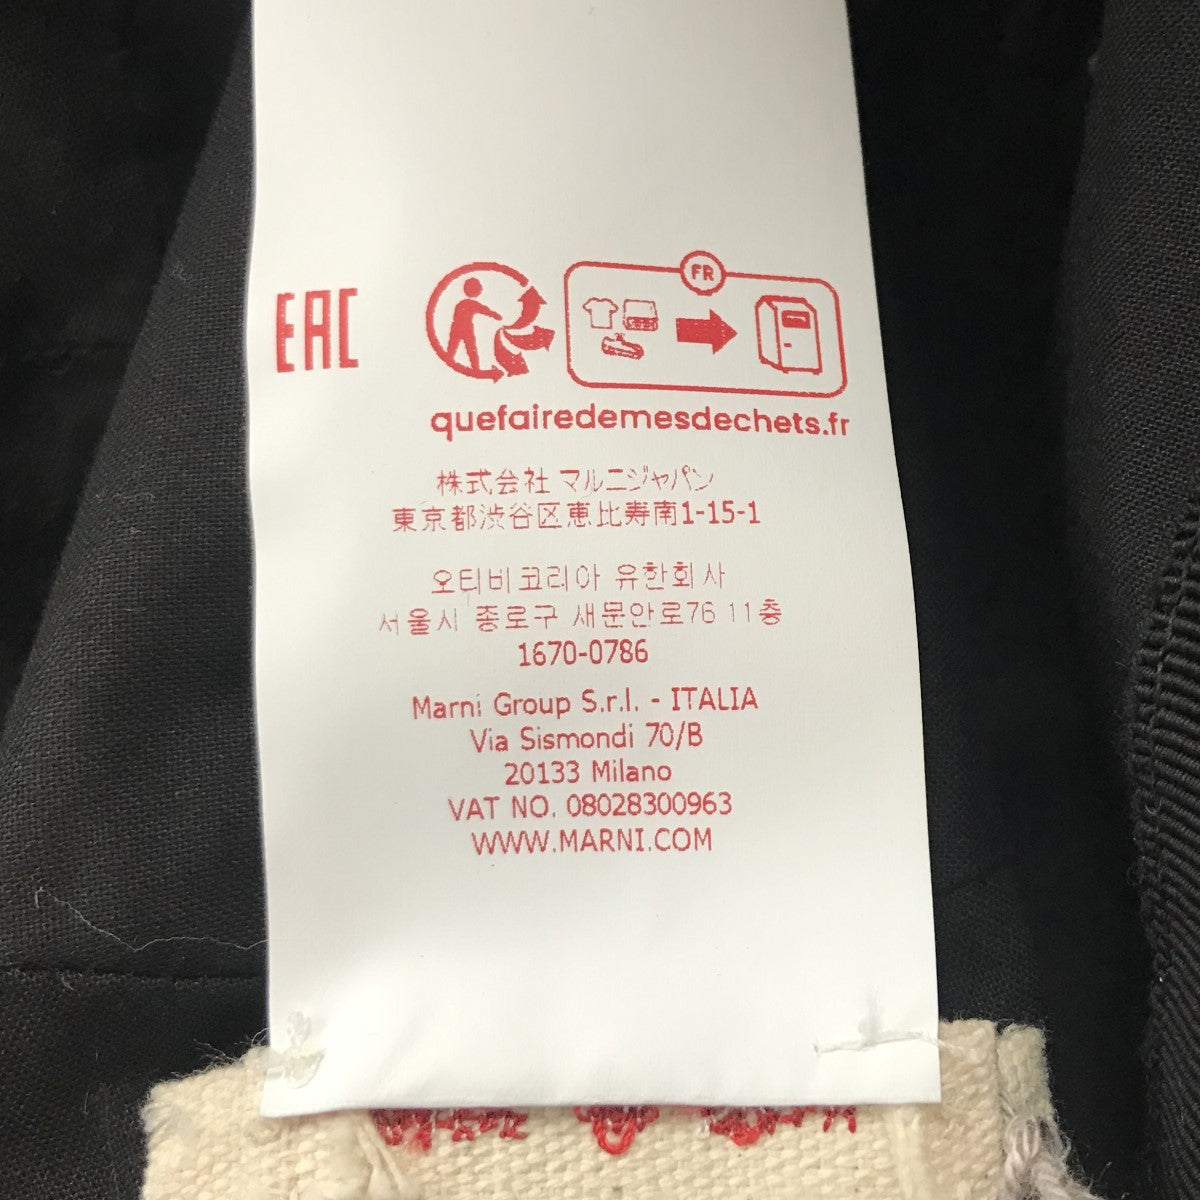 FR
EAC
quefairedemesdechets.fr
株式会社 マルニジャパン
東京都渋谷区恵比寿南1-15-1
오티비코리아 유한회사
서울시 종로구 새문안로76 11층
1670-0786
Marni Group S.r.l. - ITALIA
Via Sismondi 70/B
20133 Milano
VAT NO. 08028300963
WWW.MARNI.COM